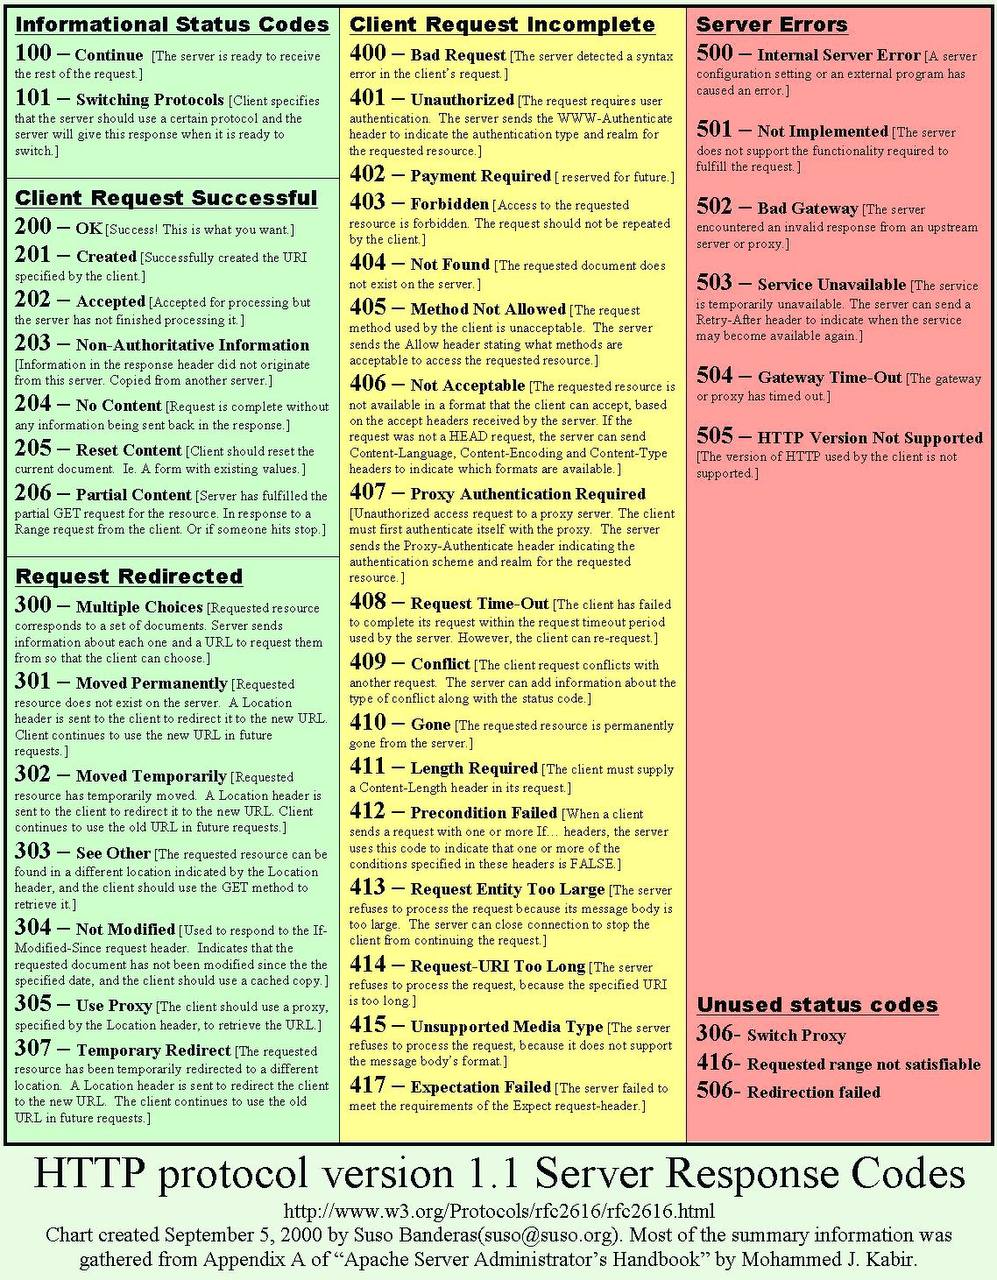 Informational Status Codes
100 – Continue [The server is ready to receive
the rest of the request.]
101 – Switching Protocols [Client specifies
that the server should use a certain protocol and the
server will give this response when it is ready to
switch.]
Client Request Successful
200 – OK [Success! This is what you want.]
201 – Created [Successfully created the URI
specified by the client.]
202 – Accepted [Accepted for processing but
the server has not finished processing it.]
203 – Non-Authoritative Information
[Information in the response header did not originate
from this server. Copied from another server.]
204 – No Content [Request is complete without
any information being sent back in the response.]
205 – Reset Content [Client should reset the
current document. Ie. A form with existing values.]
206 – Partial Content [Server has fulfilled the
partial GET request for the resource. In response to a
Range request from the client. Or if someone hits stop.]
Request Redirected
300 – Multiple Choices [Requested resource
corresponds to a set of documents. Server sends
information about each one and a URL to request them
from so that the client can choose.]
301 – Moved Permanently [Requested
resource does not exist on the server. A Location
header is sent to the client to redirect it to the new URL.
Client continues to use the new URL in future
requests.]
302 – Moved Temporarily [Requested
resource has temporarily moved. A Location header is
sent to the client to redirect it to the new URL. Client
continues to use the old URL in future requests.]
303 – See Other [The requested resource can be
found in a different location indicated by the Location
header, and the client should use the GET method to
retrieve it.]
304 – Not Modified [Used to respond to the If-
Modified-Since request header. Indicates that the
requested document has not been modified since the the
specified date, and the client should use a cached copy.]
305 – Use Proxy [The client should use a proxy,
specified by the Location header, to retrieve the URL.]
307 – Temporary Redirect [The requested
resource has been temporarily redirected to a different
location. A Location header is sent to redirect the client
to the new URL. The client continues to use the old
URL in future requests.]
Client Request Incomplete
400 – Bad Request [The server detected a syntax
error in the client's request.]
401 – Unauthorized [The request requires user
authentication. The server sends the WWW-Authenticate
header to indicate the authentication type and realm for
the requested resource.]
402 – Payment Required [ reserved for future.]
403 – Forbidden [Access to the requested
resource is forbidden. The request should not be repeated
by the client.]
404 – Not Found [The requested document does
not exist on the server.]
405 – Method Not Allowed [The request
method used by the client is unacceptable. The server
sends the Allow header stating what methods are
acceptable to access the requested resource.]
406 – Not Acceptable [The requested resource is
not available in a format that the client can accept, based
on the accept headers received by the server. If the
request was not a HEAD request, the server can send
Content-Language, Content-Encoding and Content-Type
headers to indicate which formats are available.]
407 – Proxy Authentication Required
[Unauthorized access request to a proxy server. The client
must first authenticate itself with the proxy. The server
sends the Proxy-Authenticate header indicating the
authentication scheme and realm for the requested
resource.]
408 – Request Time-Out [The client has failed
to complete its request within the request timeout period
used by the server. However, the client can re-request.]
409 – Conflict [The client request conflicts with
another request. The server can add information about the
type of conflict along with the status code.]
410 – Gone [The requested resource is permanently
gone from the server.]
411 – Length Required [The client must supply
a Content-Length header in its request.]
412 – Precondition Failed [When a client
sends a request with one or more If… headers, the server
uses this code to indicate that one or more of the
conditions specified in these headers is FALSE.]
413 – Request Entity Too Large [The server
refuses to process the request because its message body is
too large. The server can close connection to stop the
client from continuing the request.]
414 – Request-URI Too Long [The server
refuses to process the request, because the specified URI
is too long.]
415 – Unsupported Media Type [The server
refuses to process the request, because it does not support
the message body's format.]
417 – Expectation Failed [The server failed to
meet the requirements of the Expect request-header.]
Server Errors
500 – Internal Server Error [A server
configuration setting or an external program has
caused an error.]
501 – Not Implemented [The server
does not support the functionality required to
fulfill the request.]
502 – Bad Gateway [The server
encountered an invalid response from an upstream
server or proxy.]
503 – Service Unavailable [The service
is temporarily unavailable. The server can send a
Retry-After header to indicate when the service
may become available again.]
504 – Gateway Time-Out [The gateway
or proxy has timed out.]
505 – HTTP Version Not Supported
[The version of HTTP used by the client is not
supported.]
Unused status codes
306- Switch Proxy
416- Requested range not satisfiable
506- Redirection failed
HTTP protocol version 1.1 Server Response Codes
http://www.w3.org/Protocols/rfc2616/rfc2616.html
Chart created September 5, 2000 by Suso Banderas(suso@suso.org). Most of the summary information was
gathered from Appendix A of “Apache Server Administrator's Handbook” by Mohammed J. Kabir.